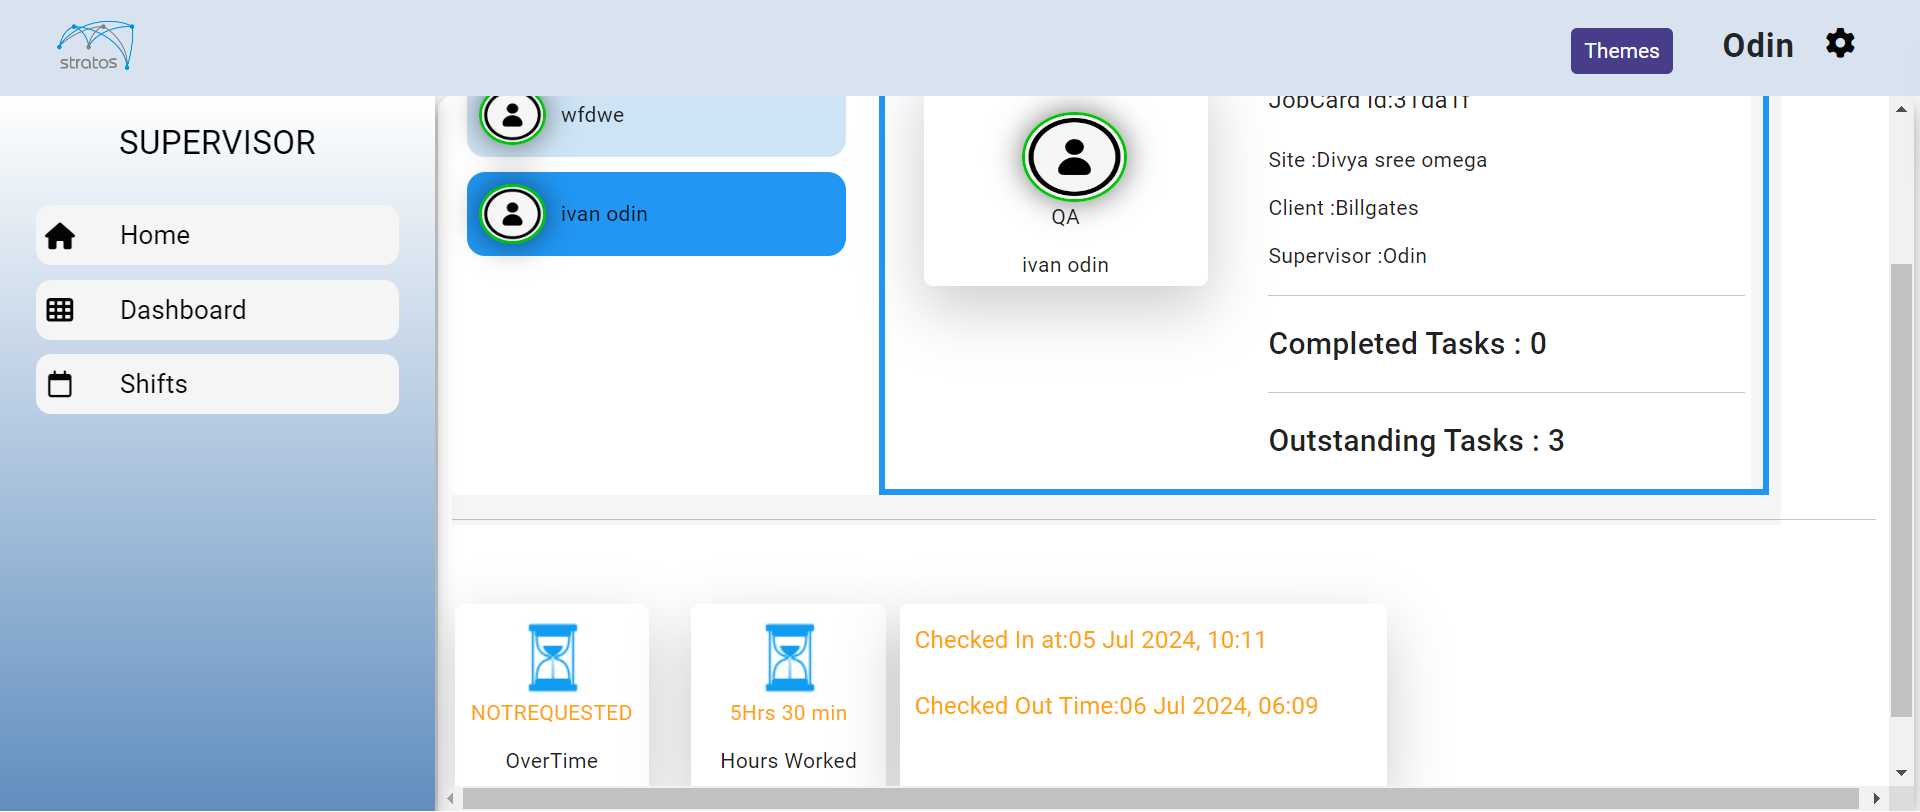 stratos
Themes
Odin
SUPERVISOR
Home
Dashboard
Shifts
wfdwe
ivan odin
QA
ivan odin
JobCard Id:31da1f
Site :Divya sree omega
Client :Billgates
Supervisor :Odin
Completed Tasks : 0
Outstanding Tasks : 3
NOTREQUESTED
OverTime
5Hrs 30 min
Hours Worked
Checked In at:05 Jul 2024, 10:11
Checked Out Time:06 Jul 2024, 06:09